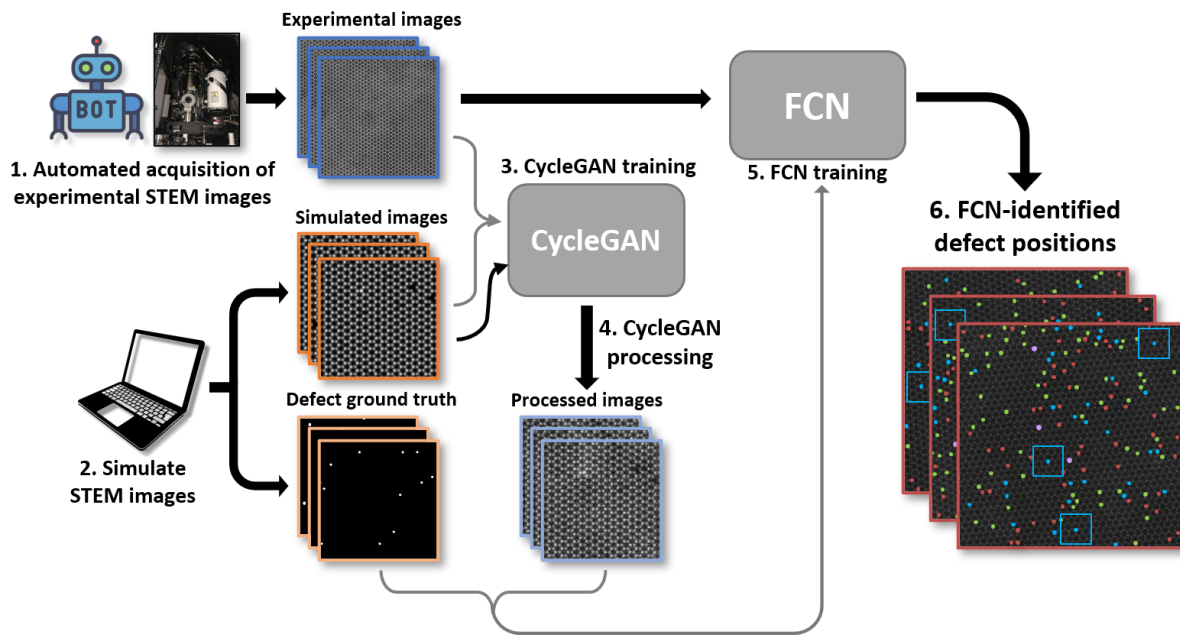 Experimental images
BOT
1. Automated acquisition of
experimental STEM images
FCN
5. FCN training
3. CycleGAN training
CycleGAN
Simulated images
6. FCN-identified
defect positions
4. CycleGAN
processing
2. Simulate
STEM images
Defect ground truth
Processed images